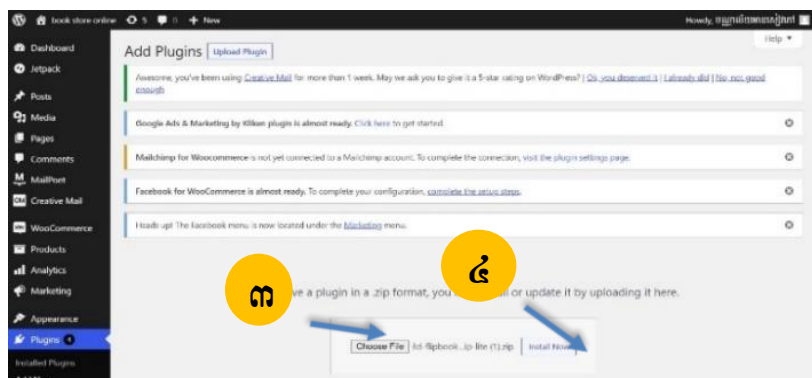 book store online 5 0 + New
Howdy,
Help ▼
Dashboard
Jetpack
Posts
Media
Pages
Comments
MailPoet
Creative Mail
WooCommerce
Products
Analytics
Marketing
Appearance
Plugins 4
Installed Plugins
Add Plugins Upload Plugin
Awesome, you've been using Creative Mail for more than 1 week. May we ask you to give it a 5-star rating on WordPress? | Ok, you deserved it | I already did | No, not good
enough
Google Ads & Marketing by Kliken plugin is almost ready. Click here to get started.
Mailchimp for Woocommerce is not yet connected to a Mailchimp account. To complete the connection, visit the plugin settings page.
Facebook for WooCommerce is almost ready. To complete your configuration, complete the setup steps.
Heads up! The Facebook menu is now located under the Marketing menu.
៣
៤
ve a plugin in a .zip format, you or update it by uploading it here.
Choose File lite (1).zip Install Now